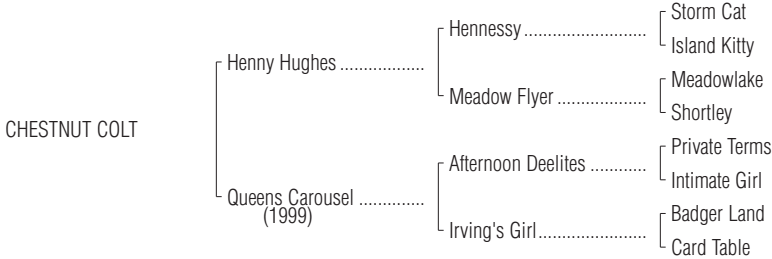 Storm Cat
Hennessy ..........................
Island Kitty
Henny Hughes ..................
Meadowlake
Meadow Flyer ...................
Shortley
CHESTNUT COLT
Private Terms
Afternoon Deelites ............
Intimate Girl
Queens Carousel ..............
(1999)
Badger Land
Irving's Girl.......................
Card Table